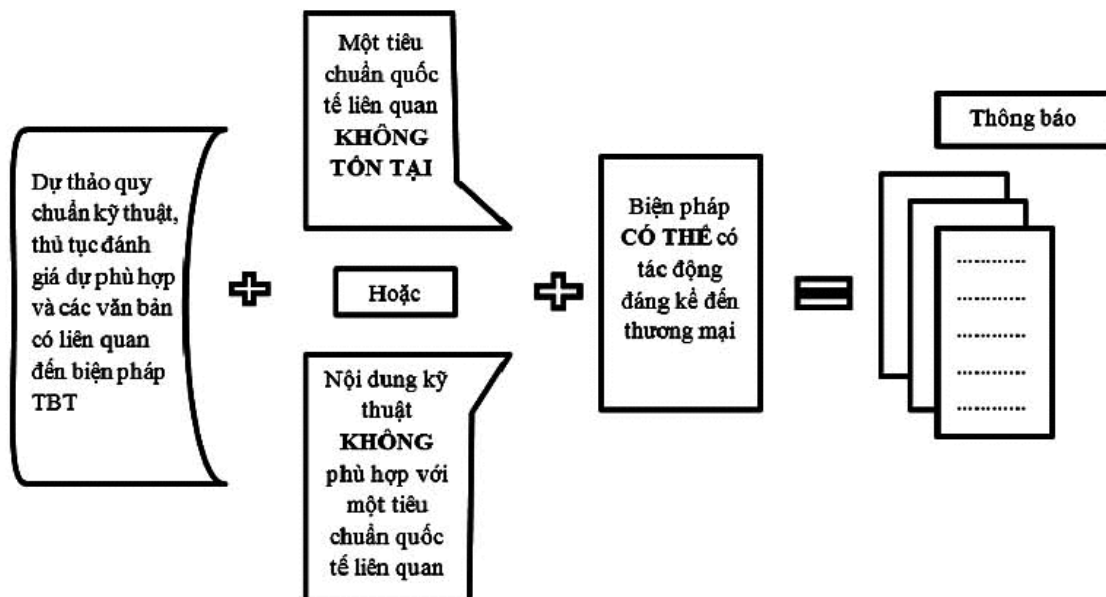 Dự thảo quy
chuẩn kỹ thuật,
thủ tục đánh
giá dự phù hợp
và các văn bản
có liên quan
đến biện pháp
TBT
Một tiêu
chuẩn quốc
tế liên quan
KHÔNG
TỒN TẠI
Hoặc
Nội dung kỹ
thuật
KHÔNG
phù hợp với
một tiêu
chuẩn quốc
tế liên quan
Biện pháp
CÓ THỂ có
tác động
đáng kể đến
thương mại
Thông báo